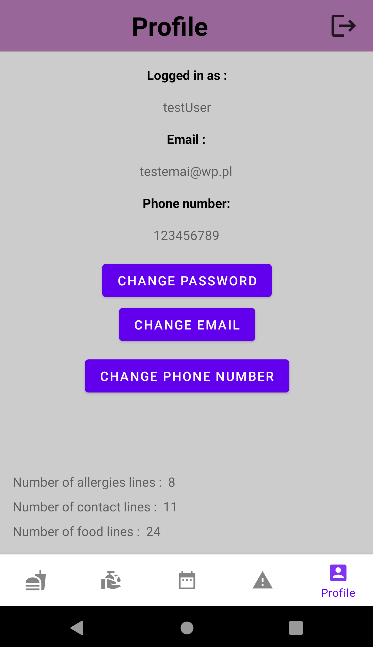 Profile
Logged in as :
testUser
Email :
testemai@wp.pl
Phone number:
123456789
CHANGE PASSWORD
CHANGE EMAIL
CHANGE PHONE NUMBER
Number of allergies lines : 8
Number of contact lines : 11
Number of food lines : 24
Profile